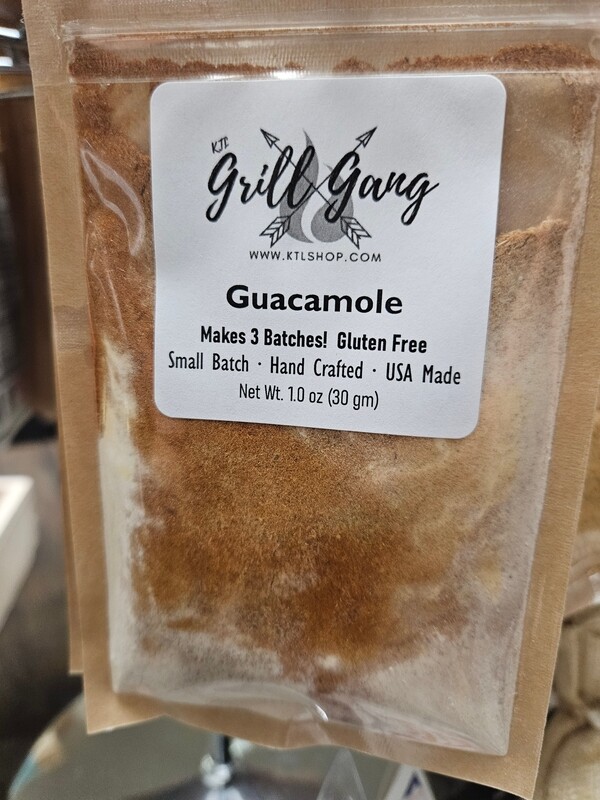 KTL
Grill Gang
WWW.KTLSHOP.COM
Guacamole
Makes 3 Batches! Gluten Free
Small Batch · Hand Crafted · USA Made
Net Wt. 1.0 oz (30 gm)